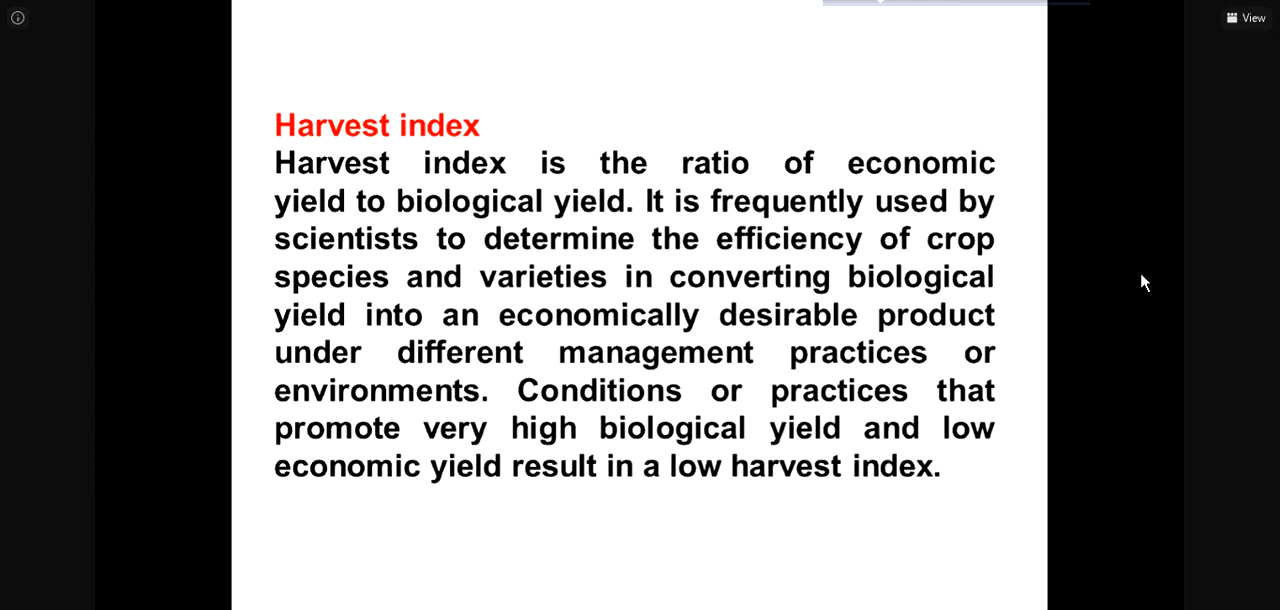 View
Harvest index
Harvest index is the ratio of economic
yield to biological yield. It is frequently used by
scientists to determine the efficiency of crop
species and varieties in converting biological
yield into an economically desirable product
under different management practices or
environments. Conditions or practices that
promote very high biological yield and low
economic yield result in a low harvest index.